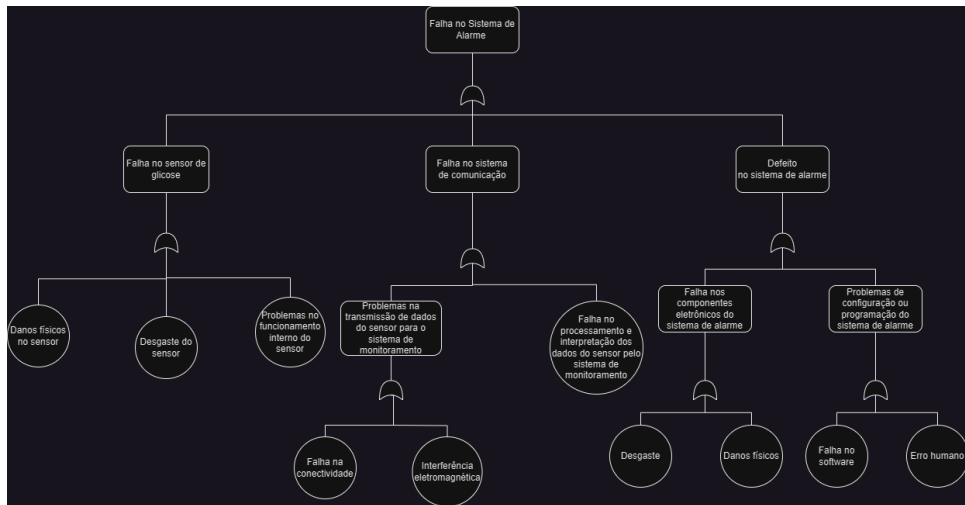 Falha no Sistema de
Alarme
Falha no sensor de
glicose
Falha no sistema
de comunicação
Defeito
no sistema de alarme
Danos físicos
no sensor
Desgaste do
sensor
Problemas no
funcionamento
interno do
sensor
Problemas na
transmissão de dados
do sensor para o
sistema de
monitoramento
Falha no
processamento e
interpretação dos
dados do sensor pelo
sistema de
monitoramento
Falha nos
componentes
eletrônicos do
sistema de alarme
Problemas de
configuração ou
programação do
sistema de alarme
Falha na
conectividade
Interferência
eletromagnética
Desgaste
Danos físicos
Falha no
software
Erro humano